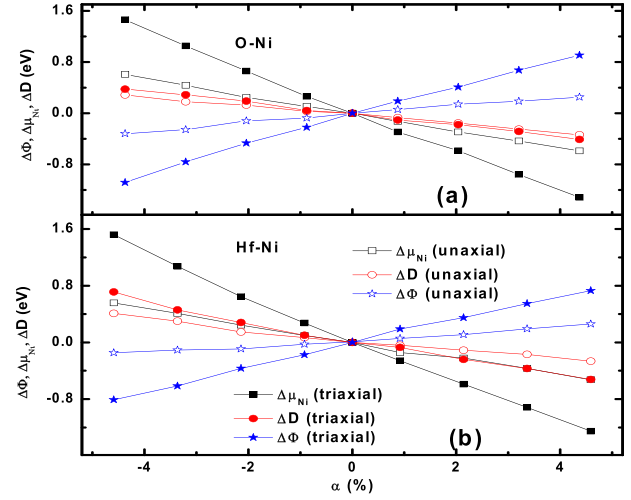 1.6
O-Ni
0.8
0.0
-0.8
ΔΦ, Δμ_Ni, ΔD (eV)
(a)
1.6
Hf-Ni
Δμ_Ni (unaxial)
ΔD (unaxial)
ΔΦ (unaxial)
0.8
0.0
-0.8
ΔΦ, Δμ_Ni, ΔD (eV)
Δμ_Ni (triaxial)
ΔD (triaxial)
ΔΦ (triaxial)
(b)
-4 -2 0 2 4
α (%)